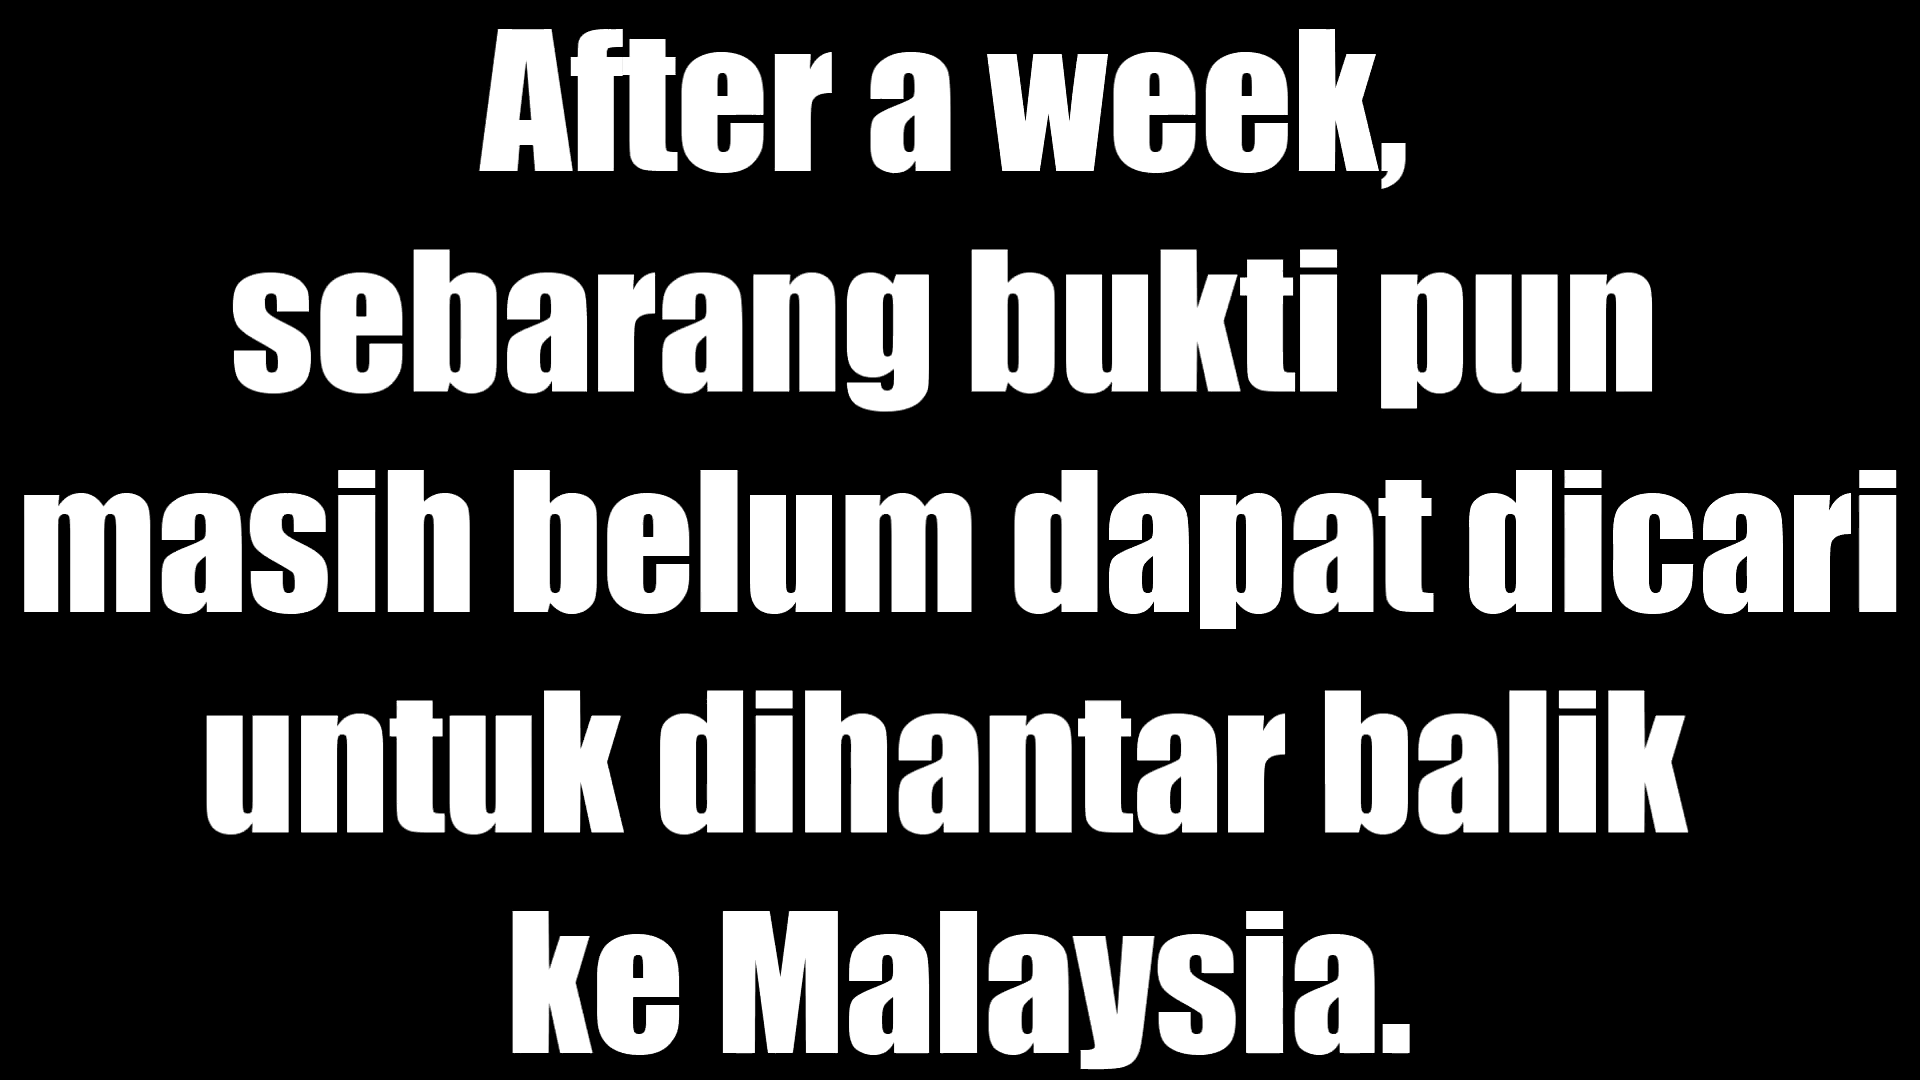 After a week,
sebarang bukti pun
masih belum dapat dicari
untuk dihantar balik
ke Malaysia.